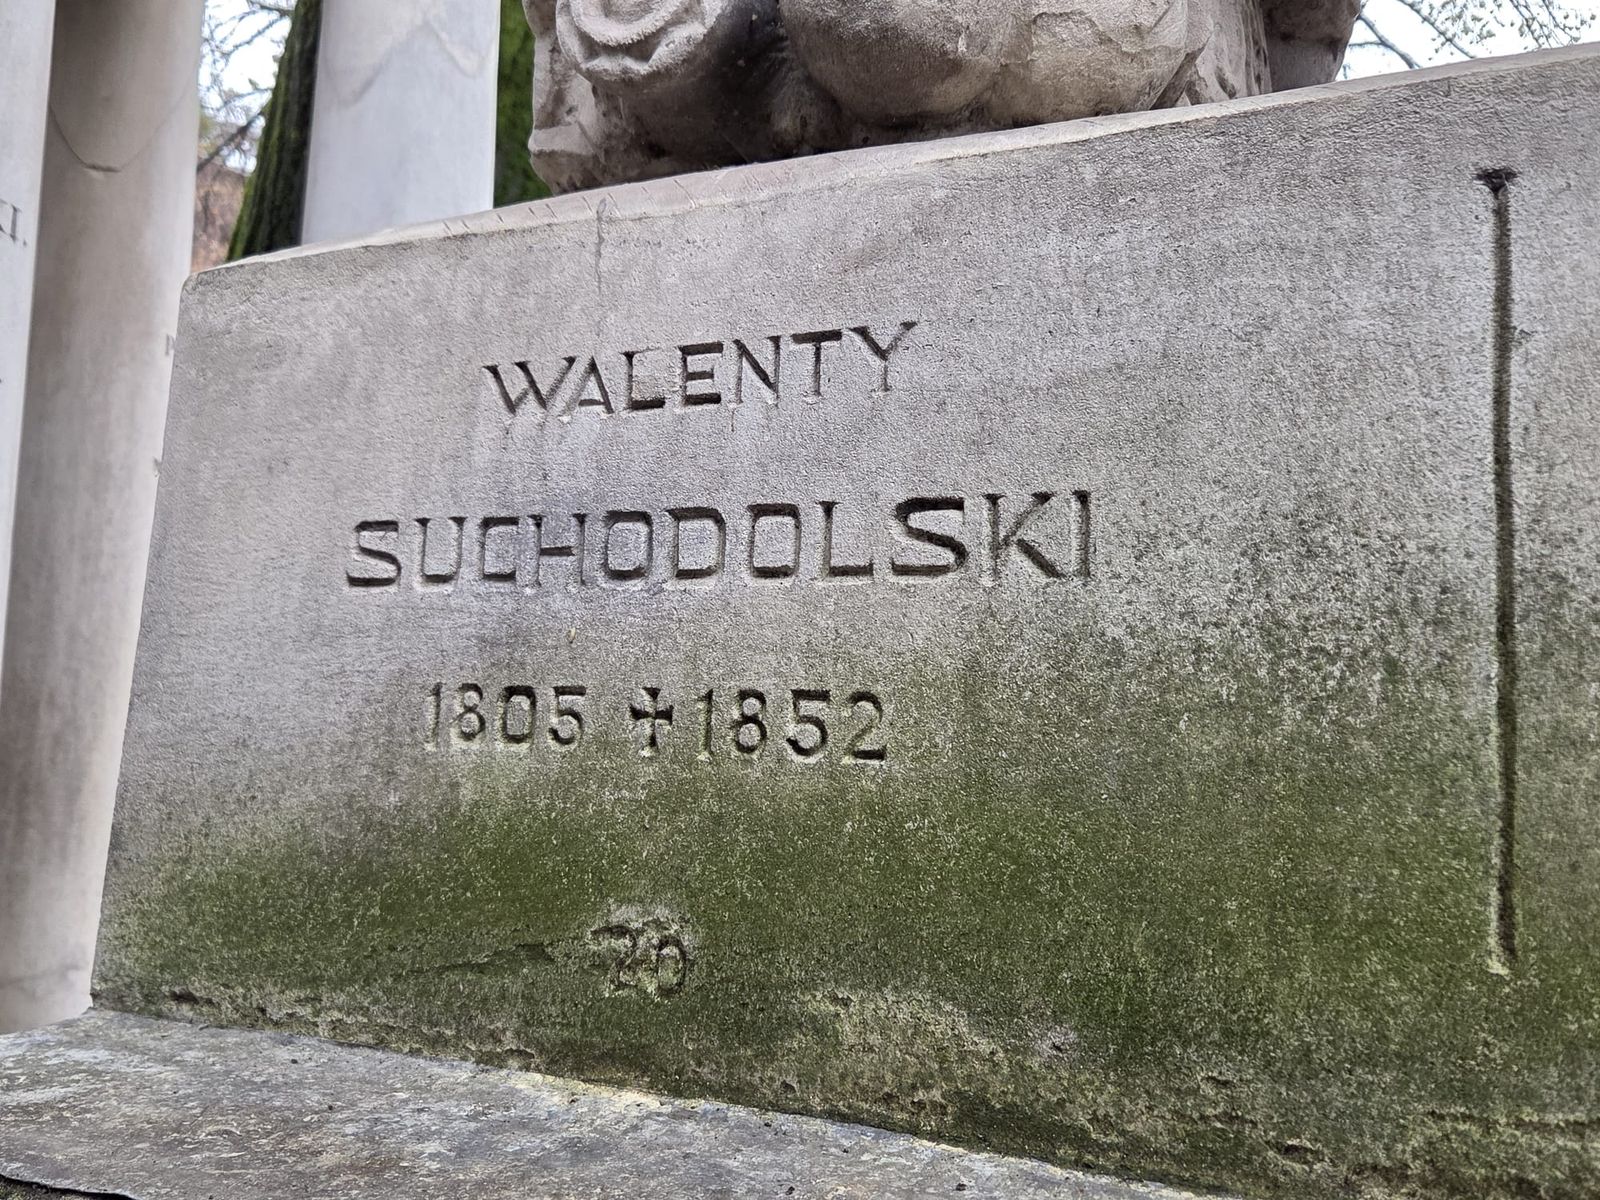 WALENTY
SUCHODOLSKI
1805 ✝ 1852
20